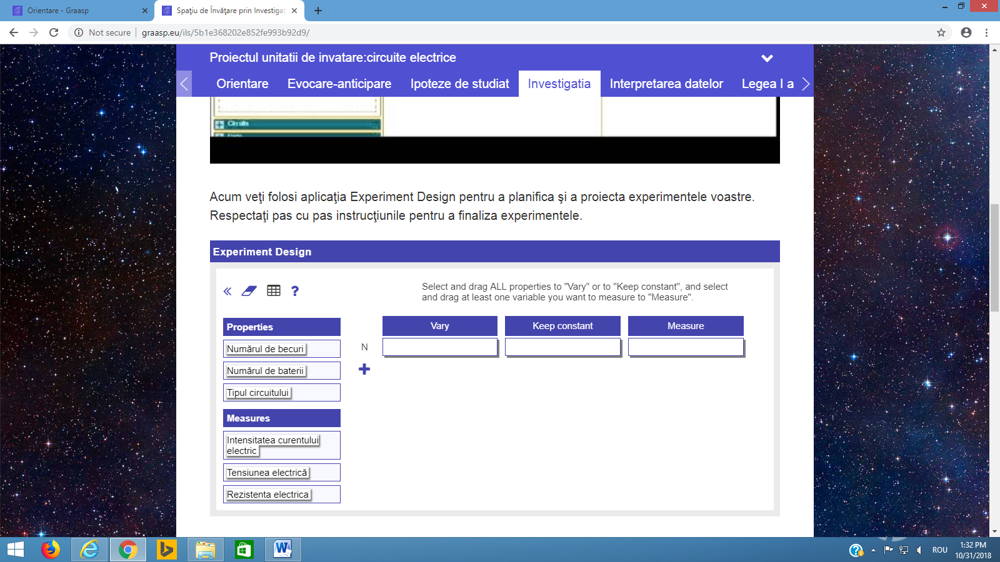 Orientare - Graasp
Spaţiu de Învăţare prin Investigat
Not secure
graasp.eu/ils/5b1e368202e852fe993b92d9/
Proiectul unitatii de invatare:circuite electrice
Orientare Evocare-anticipare Ipoteze de studiat Investigatia Interpretarea datelor Legea I a
Circuits
Acum veţi folosi aplicaţia Experiment Design pentru a planifica şi a proiecta experimentele voastre.
Respectaţi pas cu pas instrucţiunile pentru a finaliza experimentele.
Experiment Design
Select and drag ALL properties to "Vary" or to "Keep constant", and select
and drag at least one variable you want to measure to "Measure".
Properties
Vary Keep constant Measure
Numărul de becuri
N
Numărul de baterii
Tipul circuitului
Measures
Intensitatea curentului
electric
Tensiunea electrică
Rezistenta electrica
ROU
1:32 PM
10/31/2018